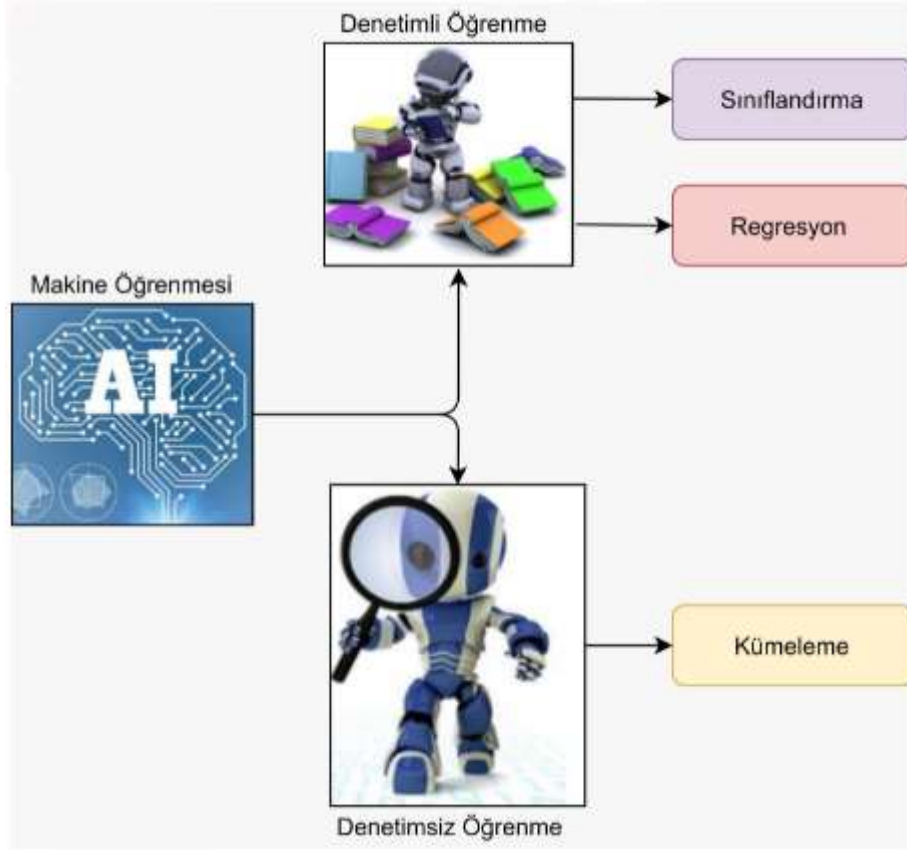 Denetimli Öğrenme
Sınıflandırma
Regresyon
Makine Öğrenmesi
AI
Kümeleme
Denetimsiz Öğrenme